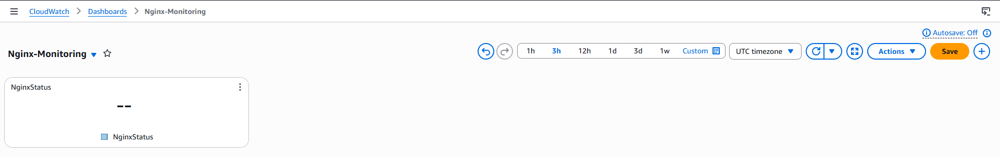 CloudWatch > Dashboards > Nginx-Monitoring
Autosave: Off
Nginx-Monitoring
1h 3h 12h 1d 3d 1w Custom UTC timezone Actions Save
NginxStatus
--
NginxStatus